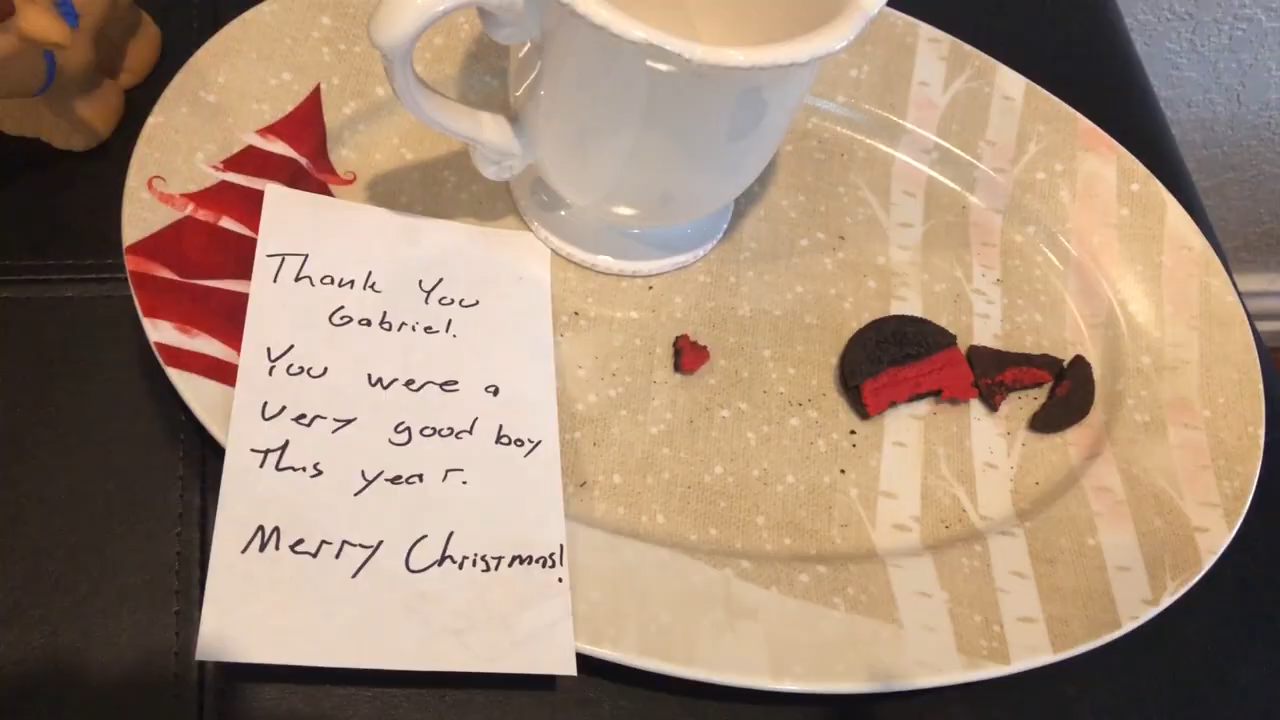 Thank You
Gabriel.
You were a
very good boy
This year.
Merry Christmas!